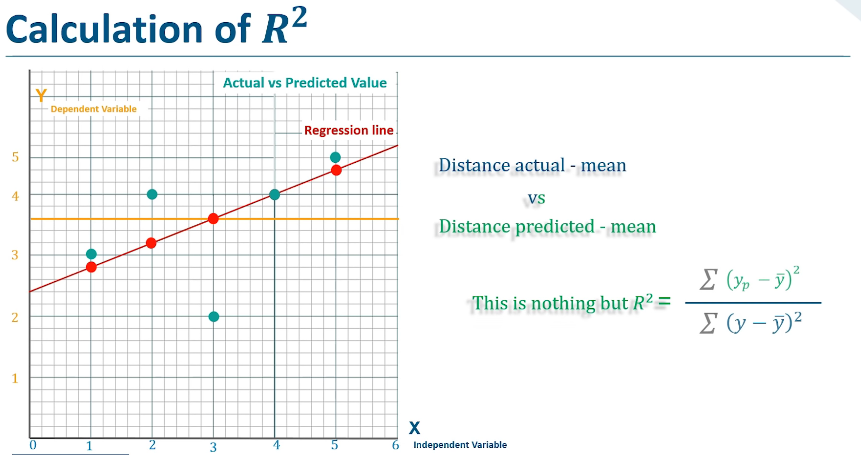 Calculation of R²
Actual vs Predicted Value
Y
Dependent Variable
Regression line
5
4
3
2
1
0 1 2 3 4 5 6
X
Independent Variable
Distance actual - mean
vs
Distance predicted - mean
This is nothing but R² = 
∑ (yₚ − ȳ)²
∑ (y − ȳ)²